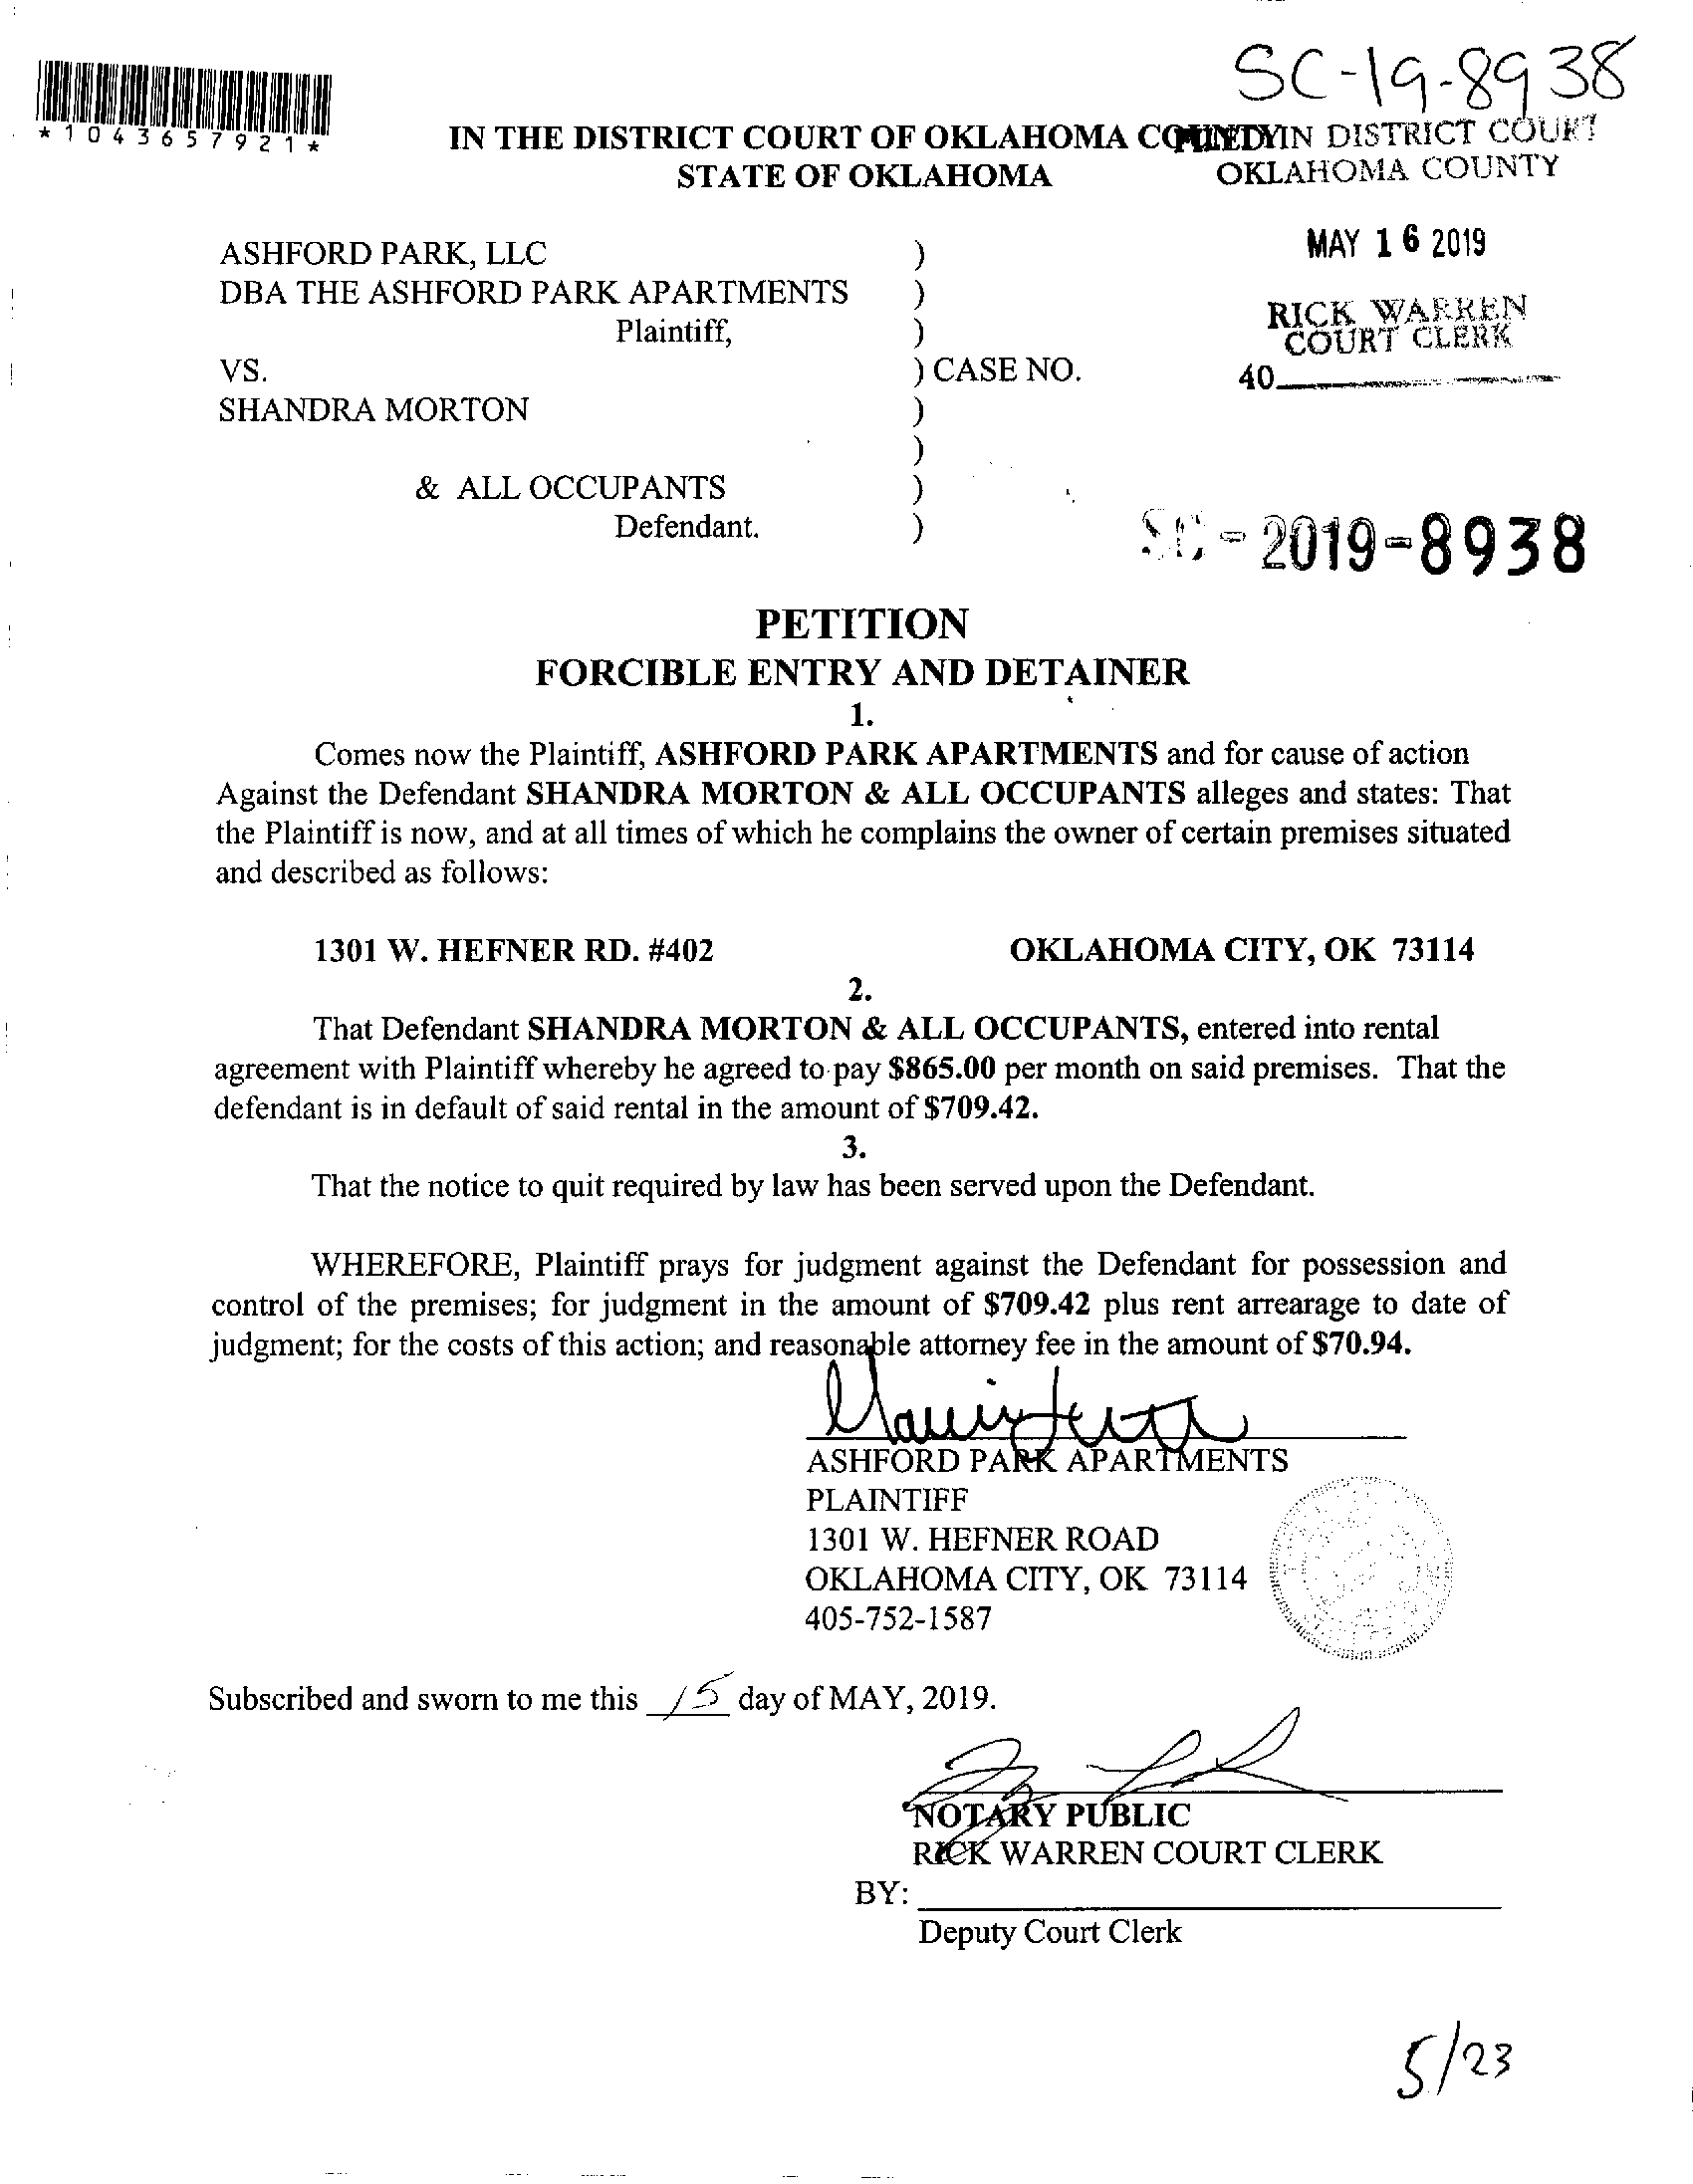 SC-19-8938
*1043657921*
IN THE DISTRICT COURT OF OKLAHOMA COUNTY
STATE OF OKLAHOMA
FILED IN DISTRICT COURT
OKLAHOMA COUNTY
MAY 16 2019
RICK WARREN
COURT CLERK
40
ASHFORD PARK, LLC )
DBA THE ASHFORD PARK APARTMENTS )
Plaintiff, )
VS. ) CASE NO.
SHANDRA MORTON )
)
& ALL OCCUPANTS )
Defendant. )
SC-2019-8938
PETITION
FORCIBLE ENTRY AND DETAINER
1.
Comes now the Plaintiff, ASHFORD PARK APARTMENTS and for cause of action
Against the Defendant SHANDRA MORTON & ALL OCCUPANTS alleges and states: That
the Plaintiff is now, and at all times of which he complains the owner of certain premises situated
and described as follows:
1301 W. HEFNER RD. #402 OKLAHOMA CITY, OK 73114
2.
That Defendant SHANDRA MORTON & ALL OCCUPANTS, entered into rental
agreement with Plaintiff whereby he agreed to pay $865.00 per month on said premises. That the
defendant is in default of said rental in the amount of $709.42.
3.
That the notice to quit required by law has been served upon the Defendant.
WHEREFORE, Plaintiff prays for judgment against the Defendant for possession and
control of the premises; for judgment in the amount of $709.42 plus rent arrearage to date of
judgment; for the costs of this action; and reasonable attorney fee in the amount of $70.94.
ASHFORD PARK APARTMENTS
PLAINTIFF
1301 W. HEFNER ROAD
OKLAHOMA CITY, OK 73114
405-752-1587
Subscribed and sworn to me this 15 day of MAY, 2019.
NOTARY PUBLIC
RICK WARREN COURT CLERK
BY:
Deputy Court Clerk
5/23